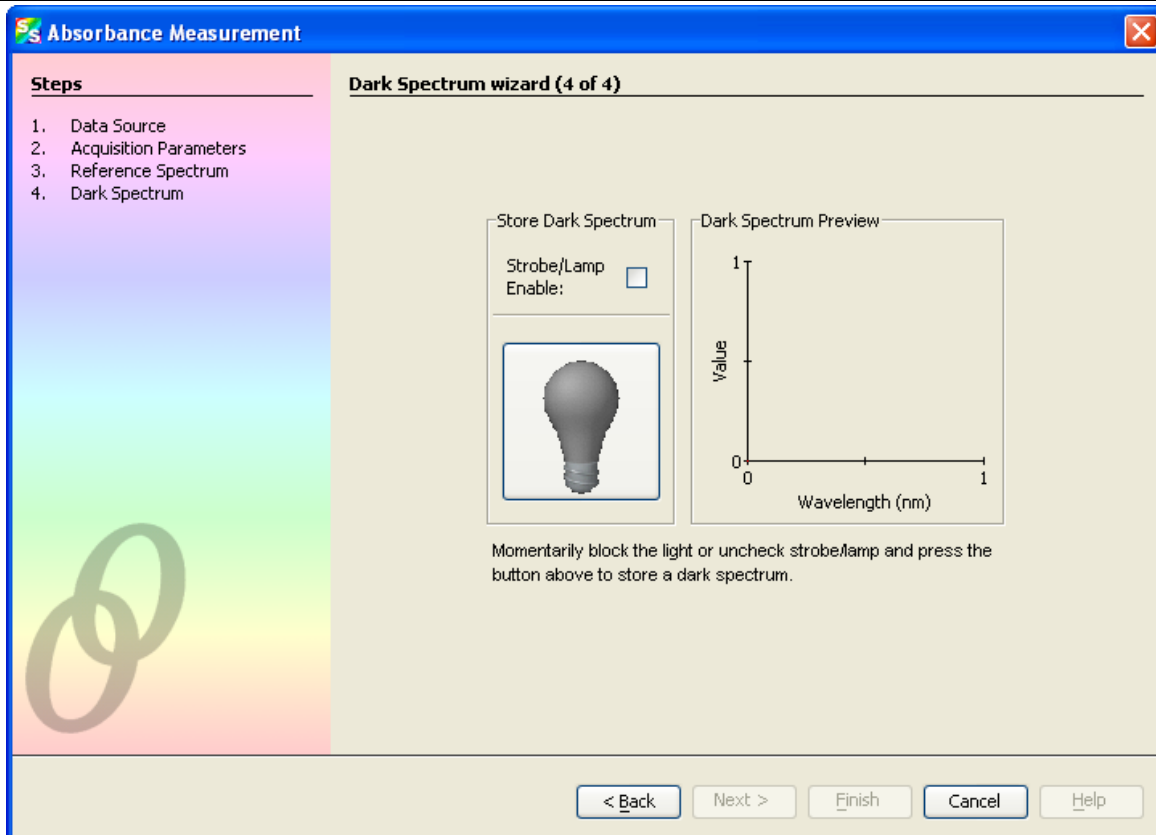 SS Absorbance Measurement
Steps
1. Data Source
2. Acquisition Parameters
3. Reference Spectrum
4. Dark Spectrum
Dark Spectrum wizard (4 of 4)
Store Dark Spectrum
Strobe/Lamp
Enable:
Dark Spectrum Preview
1
Value
0
0
1
Wavelength (nm)
Momentarily block the light or uncheck strobe/lamp and press the
button above to store a dark spectrum.
OO
< Back
Next >
Finish
Cancel
Help